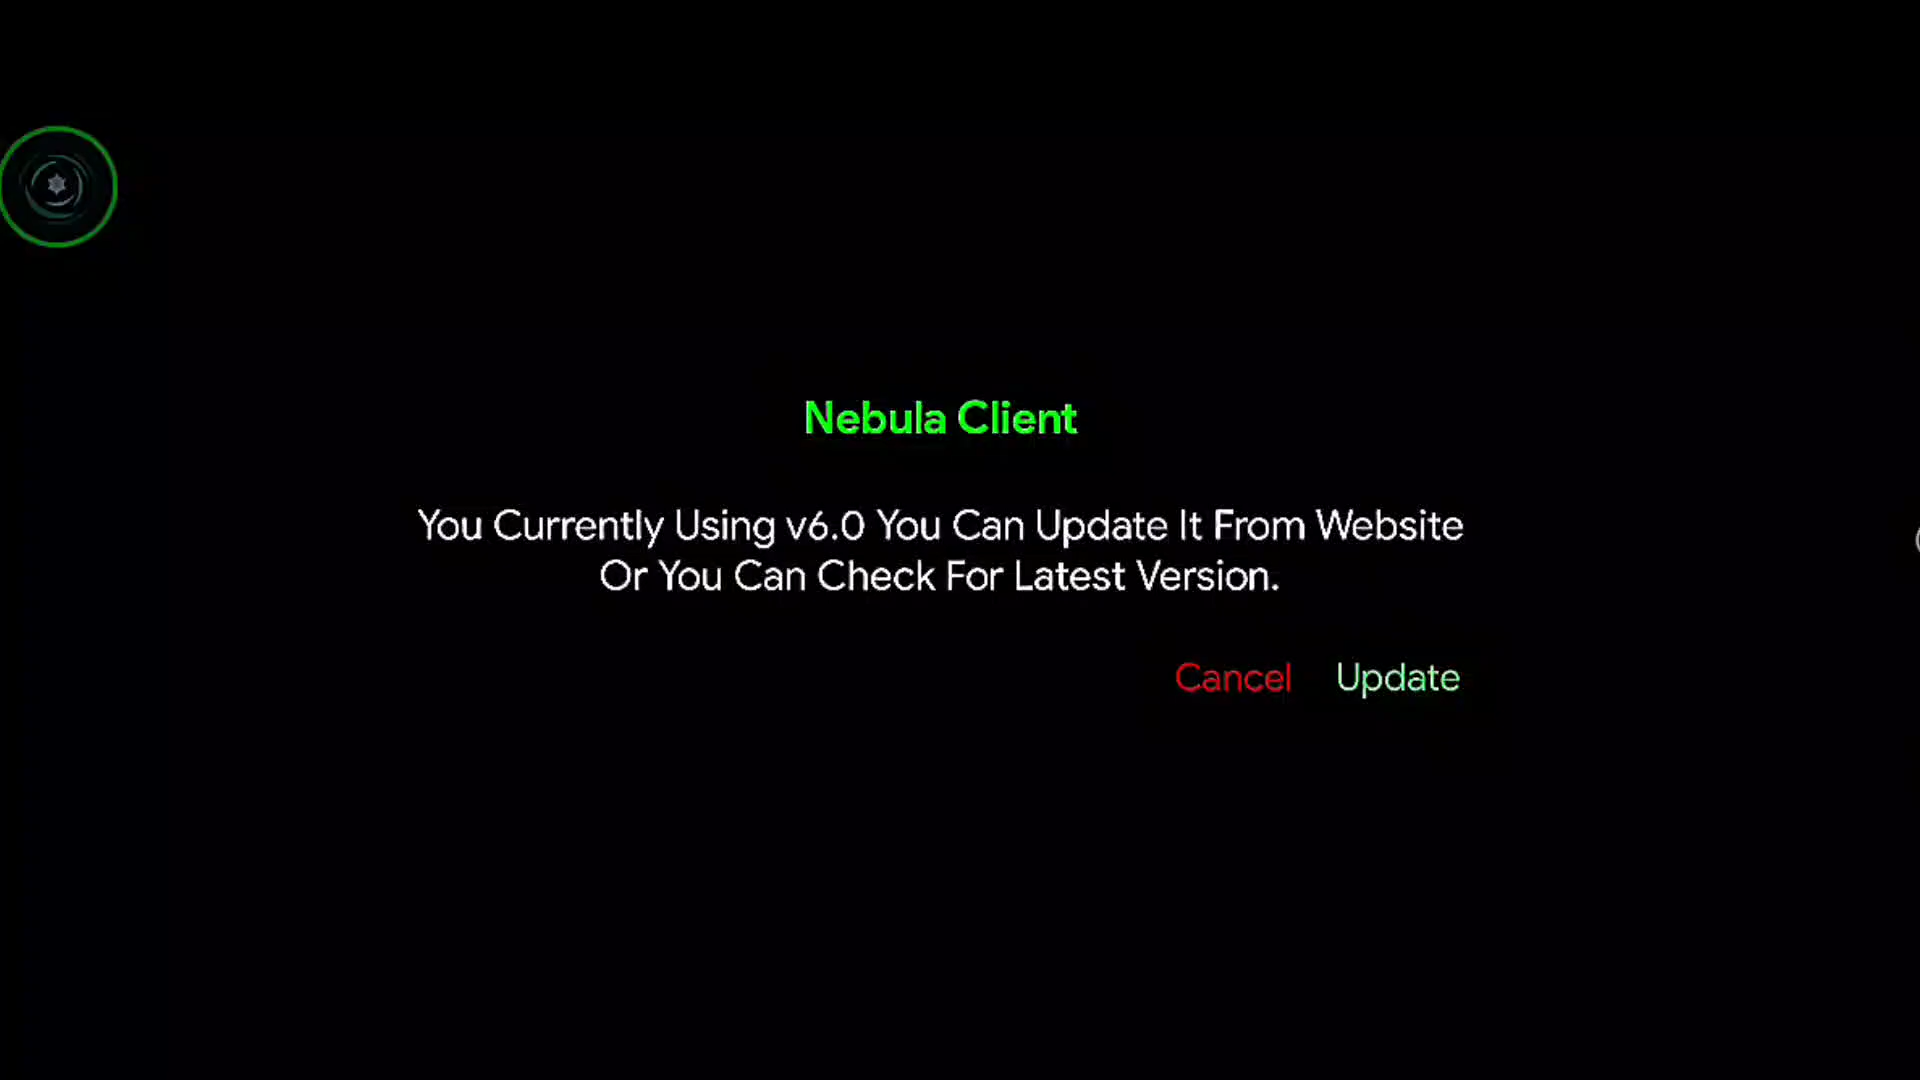 Nebula Client
You Currently Using v6.0 You Can Update It From Website
Or You Can Check For Latest Version.
Cancel Update